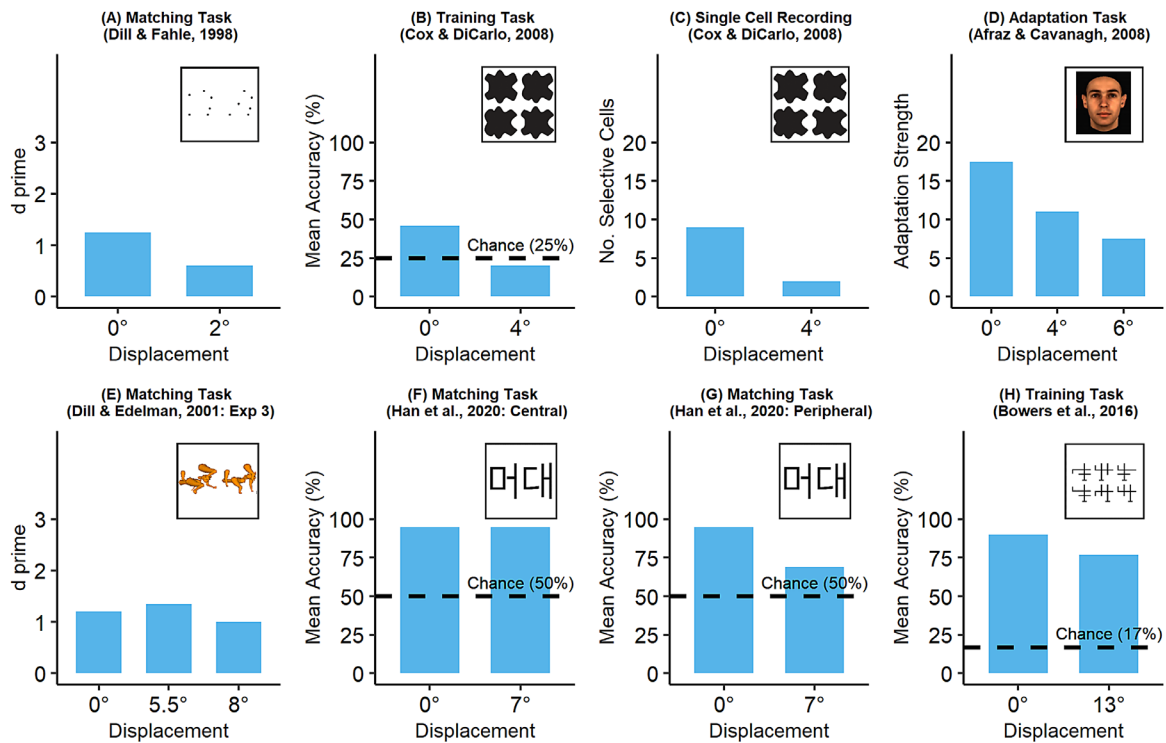 (A) Matching Task
(Dill & Fahle, 1998)
d prime
3
2
1
0
0°
2°
Displacement
(B) Training Task
(Cox & DiCarlo, 2008)
Mean Accuracy (%)
100
75
50
25
0
Chance (25%)
0°
4°
Displacement
(C) Single Cell Recording
(Cox & DiCarlo, 2008)
No. Selective Cells
20
15
10
5
0
0°
4°
Displacement
(D) Adaptation Task
(Afraz & Cavanagh, 2008)
Adaptation Strength
20
15
10
5
0
0°
4°
6°
Displacement
(E) Matching Task
(Dill & Edelman, 2001: Exp 3)
d prime
3
2
1
0
0°
5.5°
8°
Displacement
(F) Matching Task
(Han et al., 2020: Central)
Mean Accuracy (%)
100
75
50
25
0
Chance (50%)
0°
7°
Displacement
(G) Matching Task
(Han et al., 2020: Peripheral)
Mean Accuracy (%)
100
75
50
25
0
Chance (50%)
0°
7°
Displacement
(H) Training Task
(Bowers et al., 2016)
Mean Accuracy (%)
100
75
50
25
0
Chance (17%)
0°
13°
Displacement